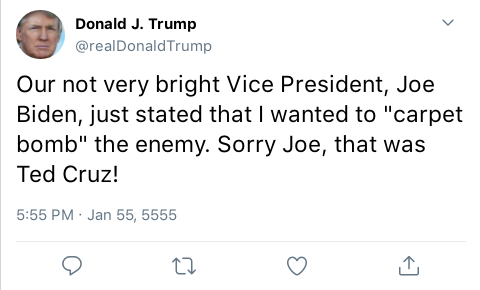 Donald J. Trump
@realDonaldTrump
Our not very bright Vice President, Joe
Biden, just stated that I wanted to "carpet
bomb" the enemy. Sorry Joe, that was
Ted Cruz!
5:55 PM · Jan 55, 5555